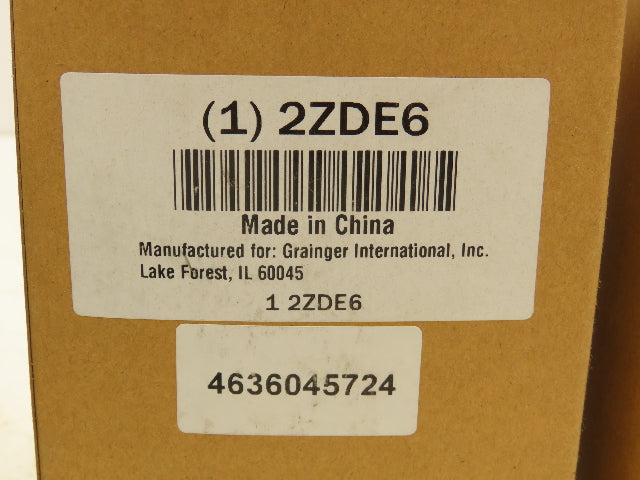 (1) 2ZDE6
Made in China
Manufactured for: Grainger International, Inc.
Lake Forest, IL 60045
1 2ZDE6
4636045724